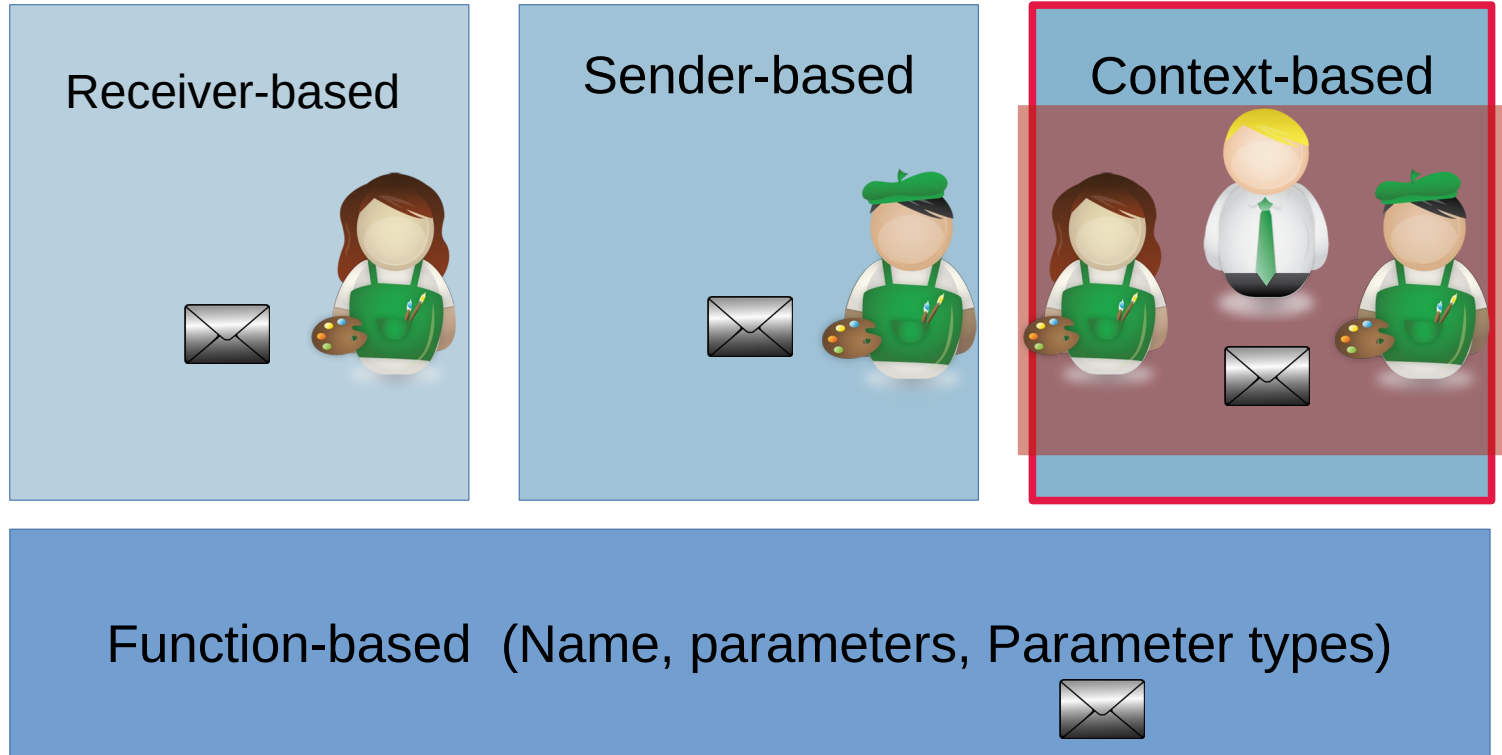 Receiver-based
Sender-based
Context-based
Function-based (Name, parameters, Parameter types)